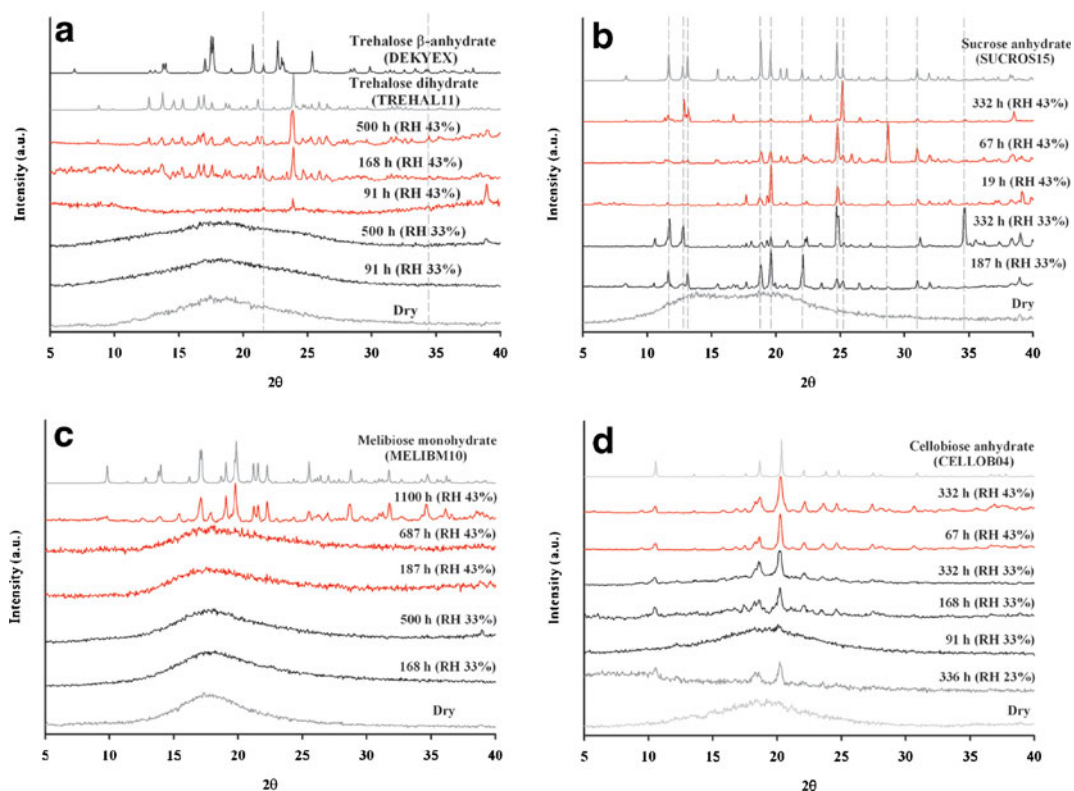 a
Trehalose β-anhydrate
(DEKYEX)
Trehalose dihydrate
(TREHAL11)
500 h (RH 43%)
168 h (RH 43%)
91 h (RH 43%)
500 h (RH 33%)
91 h (RH 33%)
Dry
Intensity (a.u.)
5 10 15 20 25 30 35 40
2θ
b
Sucrose anhydrate
(SUCROS15)
332 h (RH 43%)
67 h (RH 43%)
19 h (RH 43%)
332 h (RH 33%)
187 h (RH 33%)
Dry
Intensity (a.u.)
5 10 15 20 25 30 35 40
2θ
c
Melibiose monohydrate
(MELIBM10)
1100 h (RH 43%)
687 h (RH 43%)
187 h (RH 43%)
500 h (RH 33%)
168 h (RH 33%)
Dry
Intensity (a.u.)
5 10 15 20 25 30 35 40
2θ
d
Cellobiose anhydrate
(CELLOB04)
332 h (RH 43%)
67 h (RH 43%)
332 h (RH 33%)
168 h (RH 33%)
91 h (RH 33%)
336 h (RH 23%)
Dry
Intensity (a.u.)
5 10 15 20 25 30 35 40
2θ